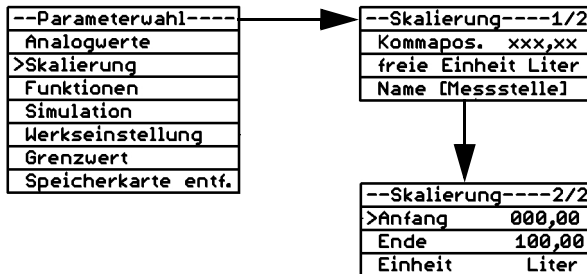 --Parameterwahl----
Analogwerte
>Skalierung
Funktionen
Simulation
Werkseinstellung
Grenzwert
Speicherkarte entf.
--Skalierung----1/2
Kommapos. xxx,xx
freie Einheit Liter
Name [Messstelle]
--Skalierung----2/2
>Anfang 000,00
Ende 100,00
Einheit Liter